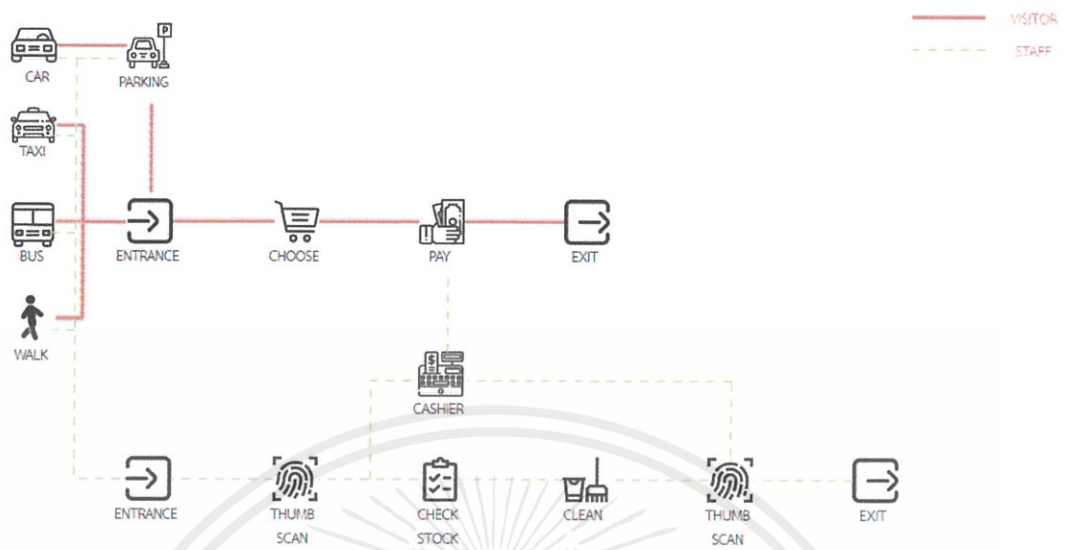 VISITOR
STAFF
P
CAR
PARKING
TAXI
BUS
ENTRANCE
CHOOSE
PAY
EXIT
WALK
$
CASHIER
ENTRANCE
THUMB
SCAN
CHECK
STOCK
CLEAN
THUMB
SCAN
EXIT